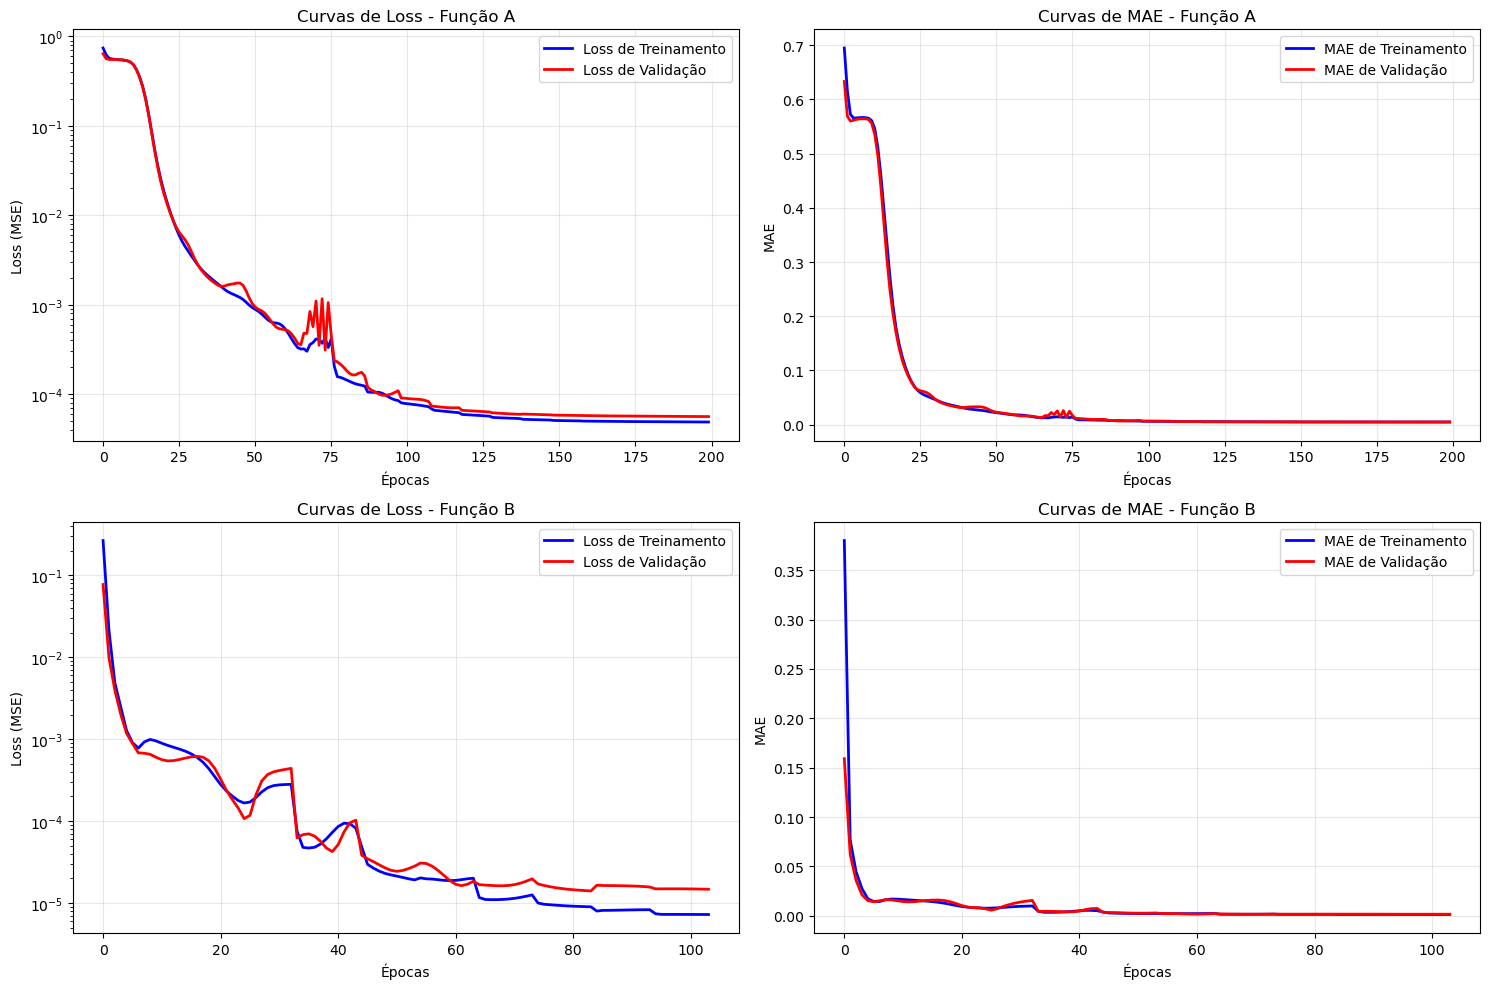 Curvas de Loss - Função A
Loss de Treinamento
Loss de Validação
Loss (MSE)
10⁰
10⁻¹
10⁻²
10⁻³
10⁻⁴
0 25 50 75 100 125 150 175 200
Épocas
Curvas de MAE - Função A
MAE de Treinamento
MAE de Validação
MAE
0.7
0.6
0.5
0.4
0.3
0.2
0.1
0.0
0 25 50 75 100 125 150 175 200
Épocas
Curvas de Loss - Função B
Loss de Treinamento
Loss de Validação
Loss (MSE)
10⁻¹
10⁻²
10⁻³
10⁻⁴
10⁻⁵
0 20 40 60 80 100
Épocas
Curvas de MAE - Função B
MAE de Treinamento
MAE de Validação
MAE
0.35
0.30
0.25
0.20
0.15
0.10
0.05
0.00
0 20 40 60 80 100
Épocas